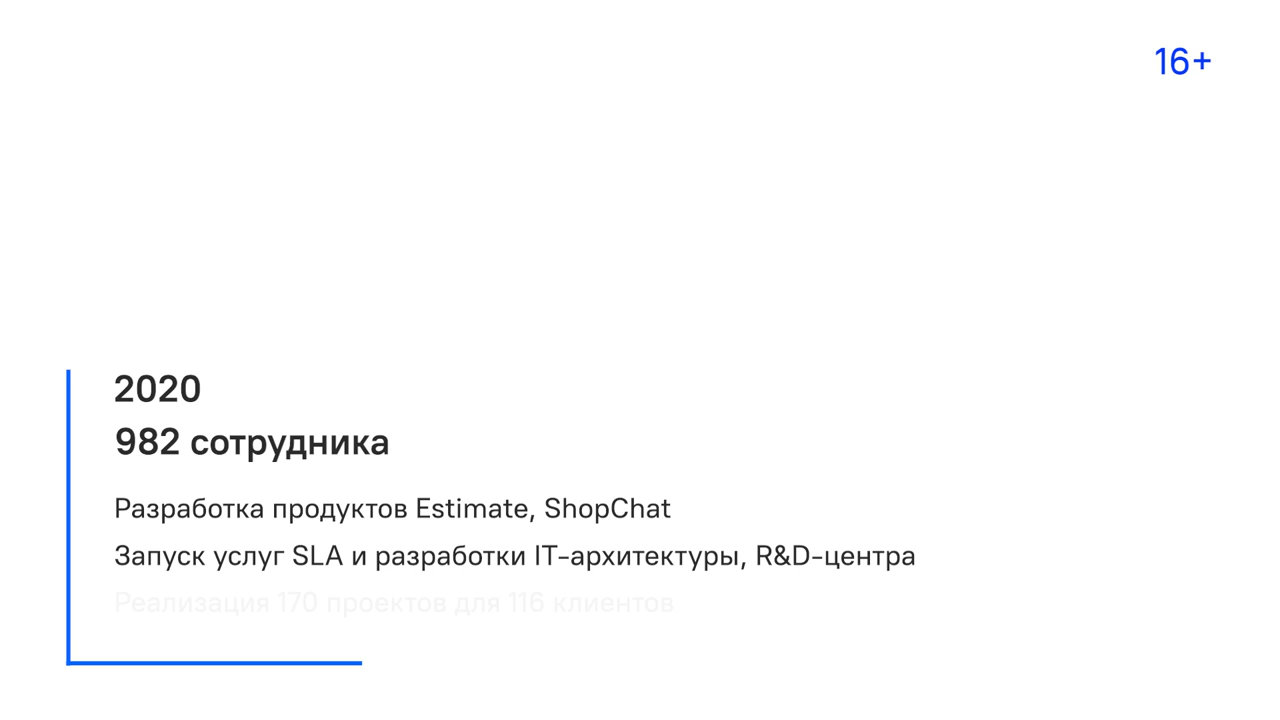 16+
2020
982 сотрудника
Разработка продуктов Estimate, ShopChat
Запуск услуг SLA и разработки IT-архитектуры, R&D-центра
Реализация 170 проектов для 116 клиентов